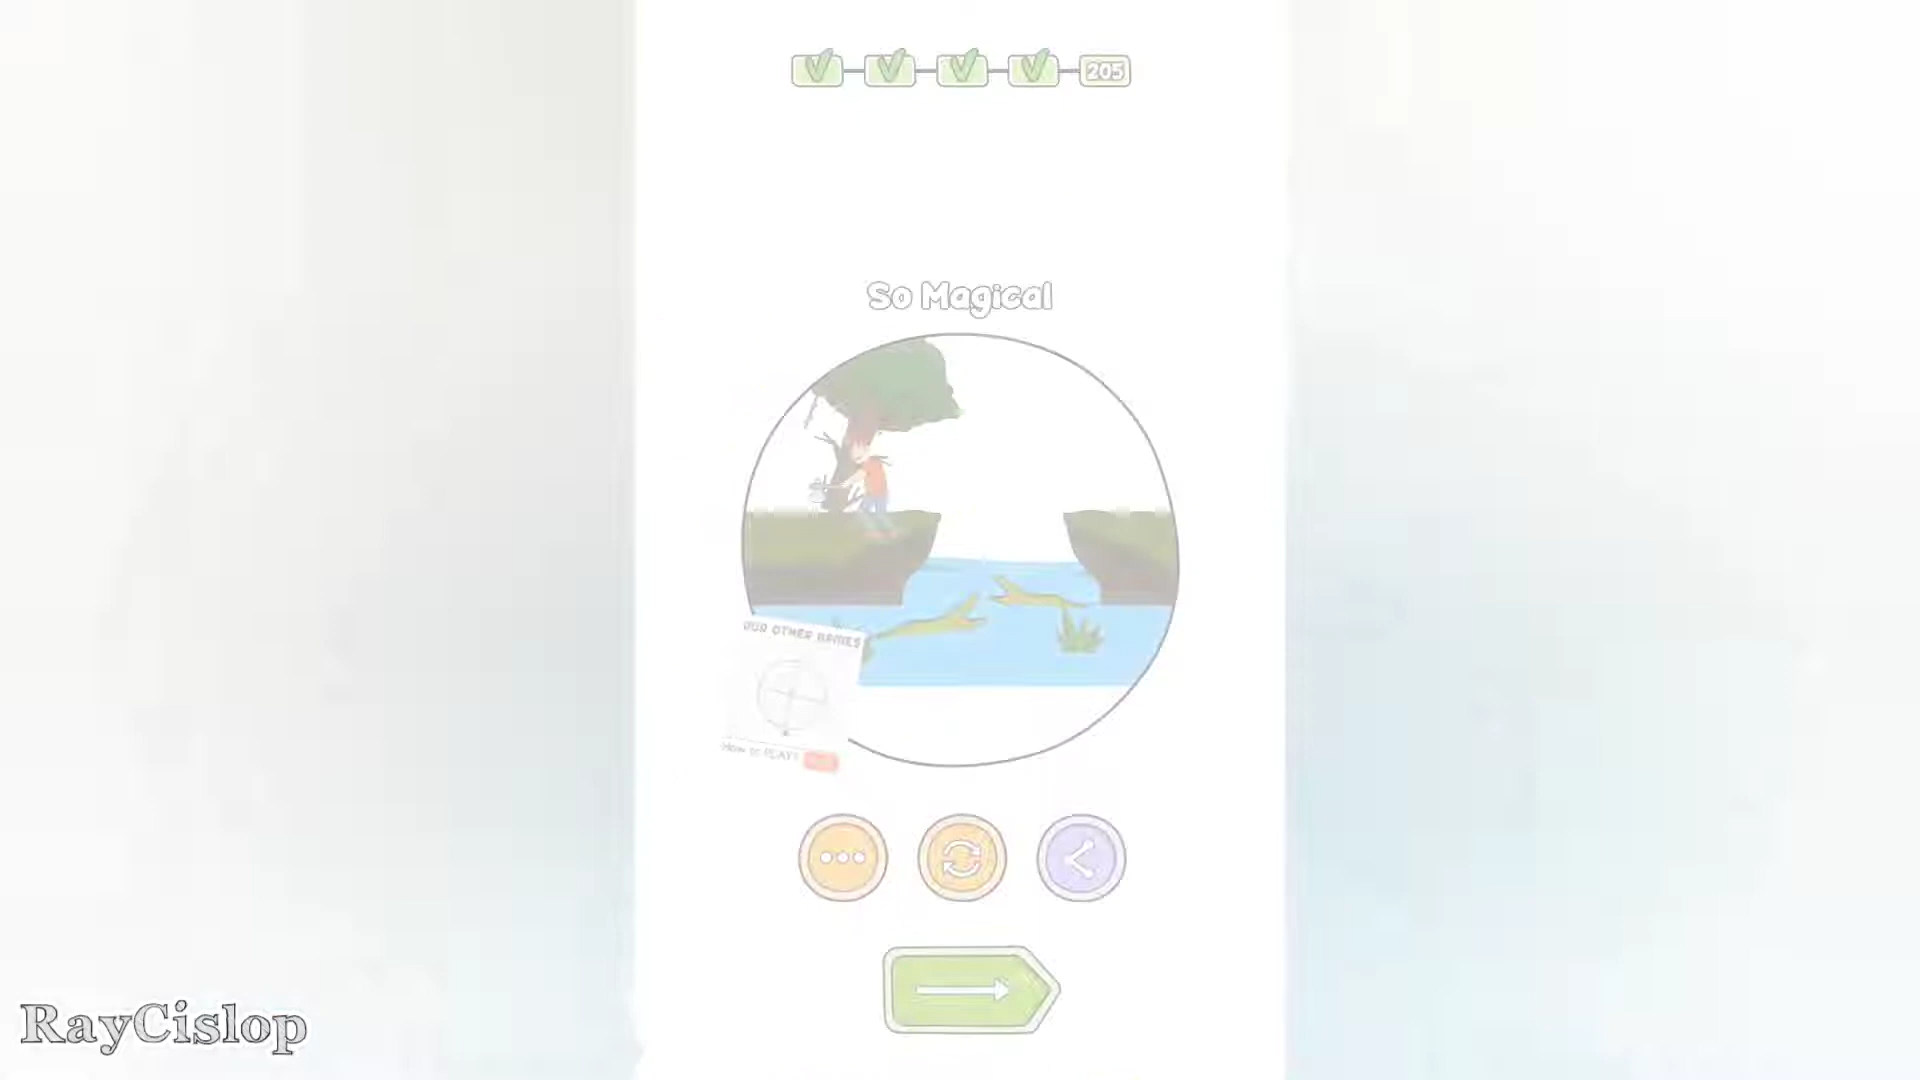 205
So Magical
OUR OTHER GAMES
How to PLAY?
RayCislop